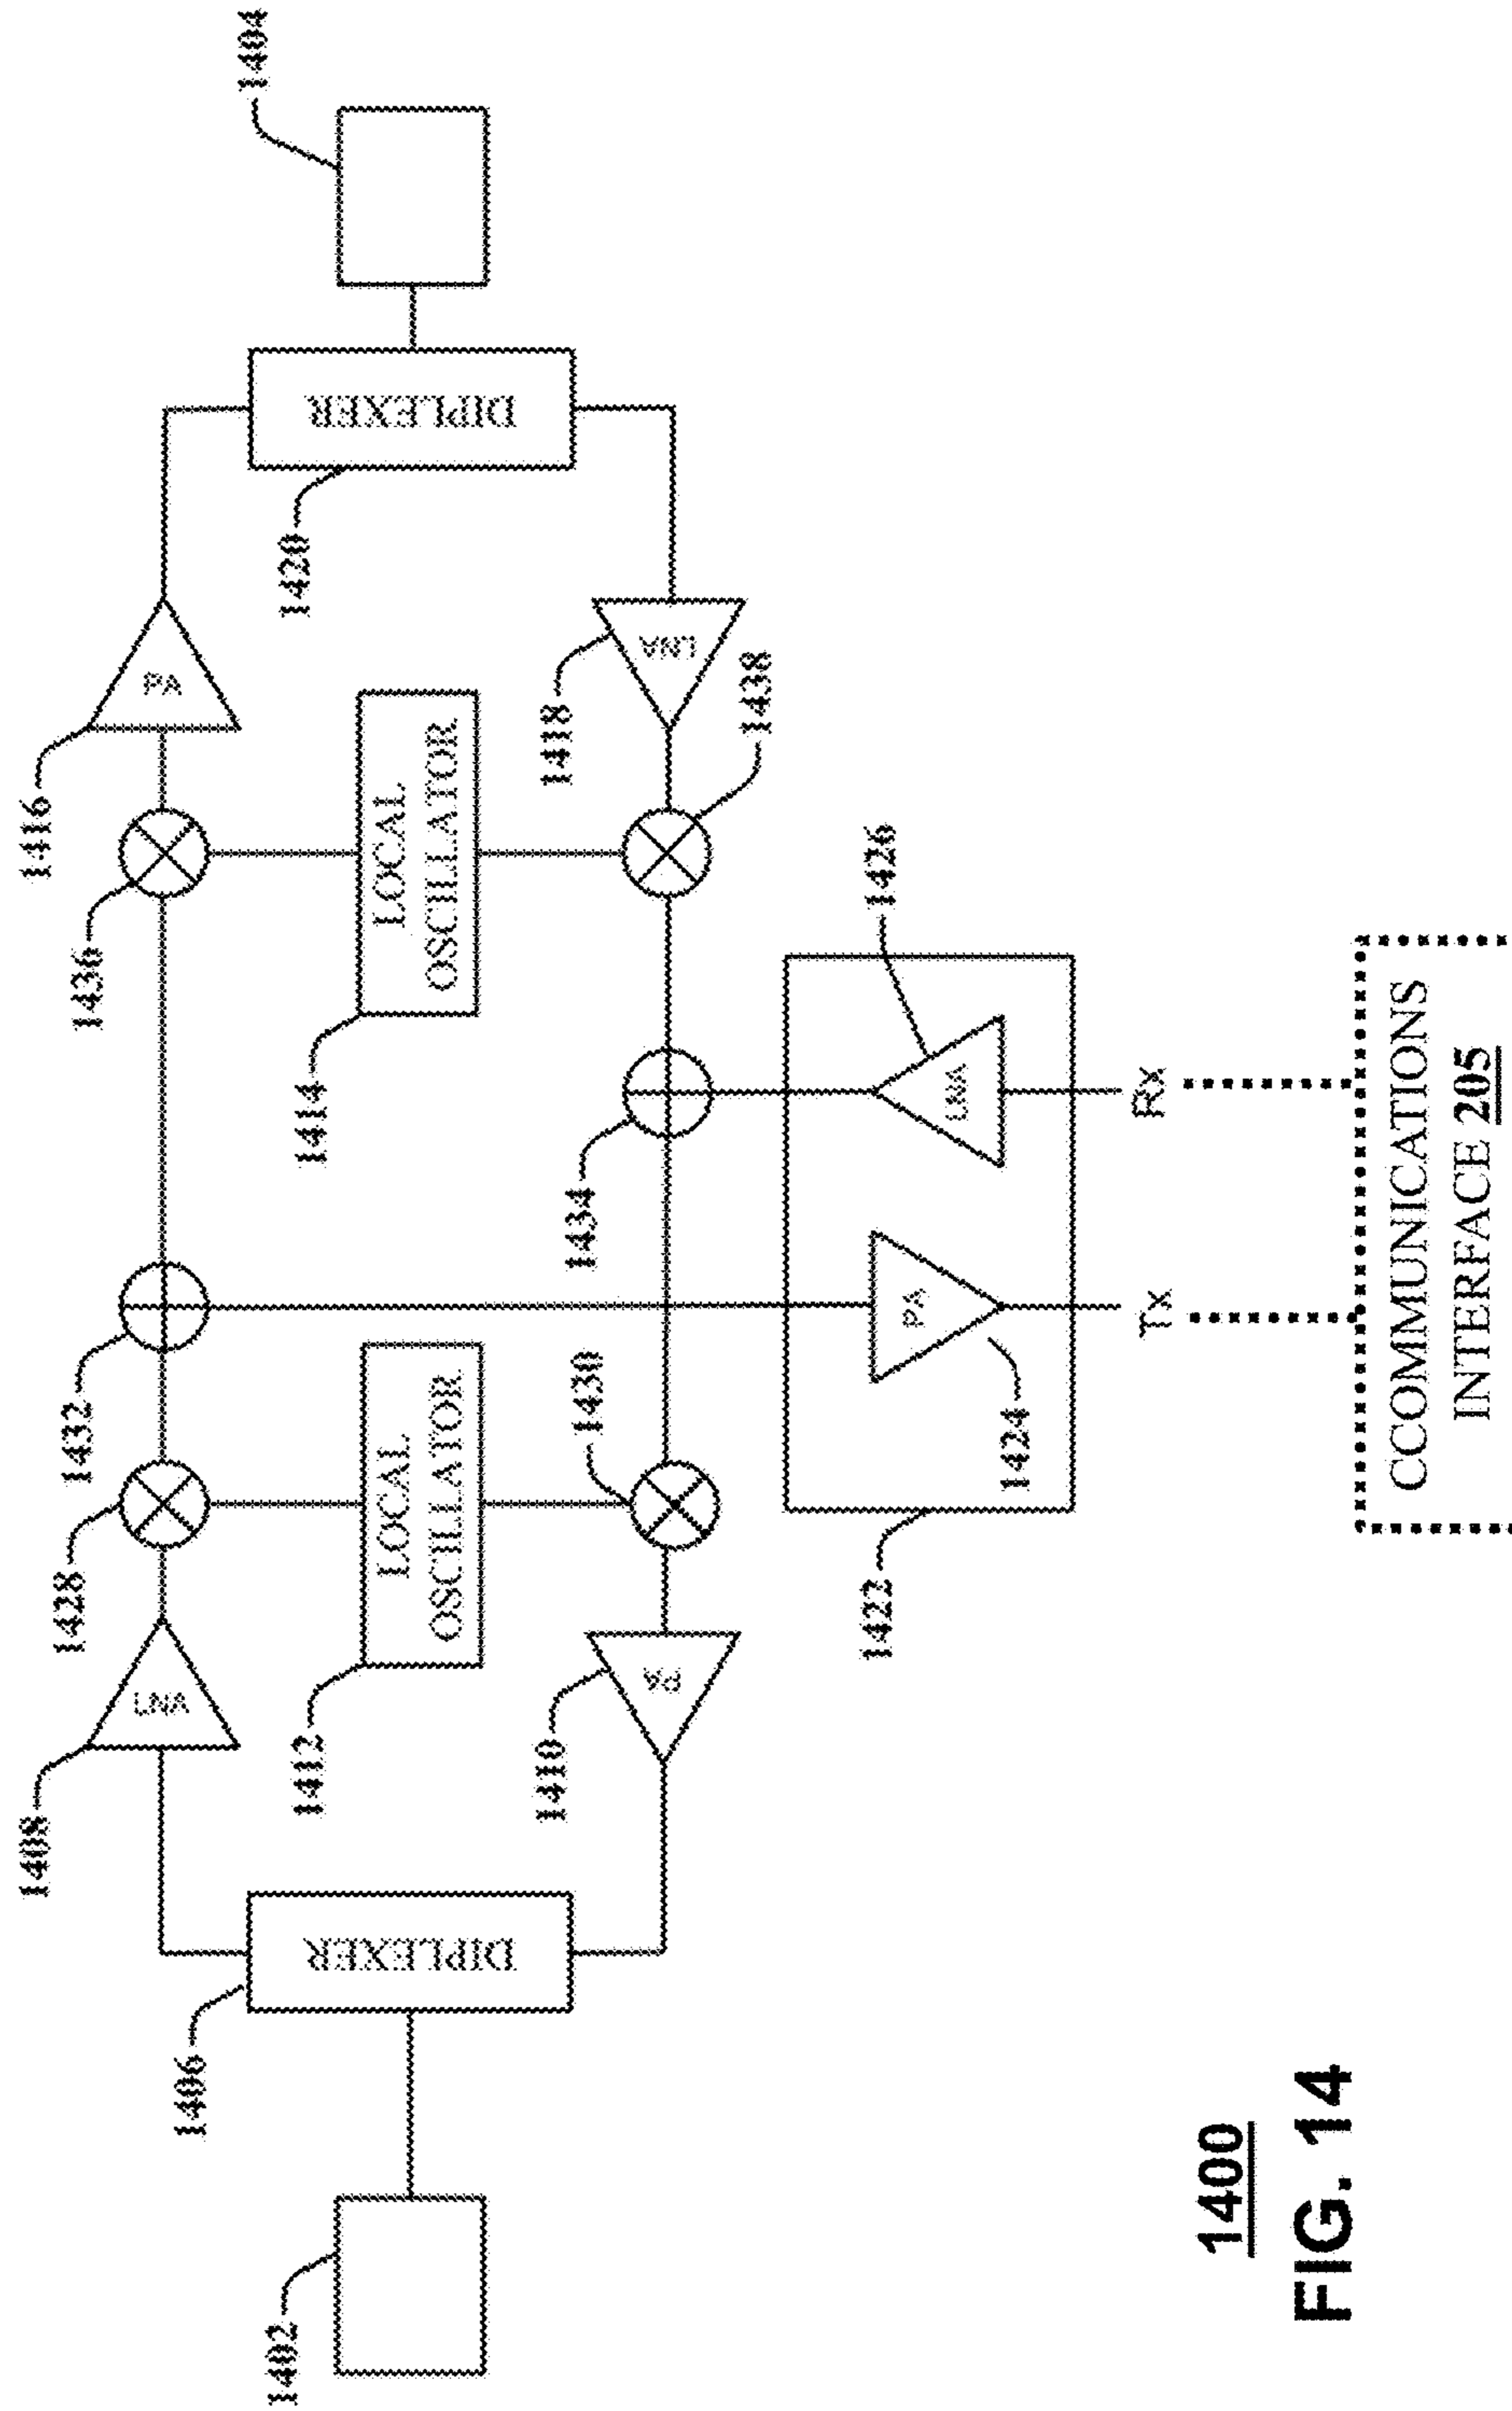 1404
1416
1436
PA
1420
DIPLEXER
1414
LOCAL
OSCILLATOR
1418
LNA
1438
1432
1434
1426
LNA
Rx
1428
1412
LOCAL
OSCILLATOR
1430
1424
PA
Tx
1408
LNA
1410
PA
1422
1406
DIPLEXER
1402
CCOMMUNICATIONS
INTERFACE 205
1400
FIG. 14